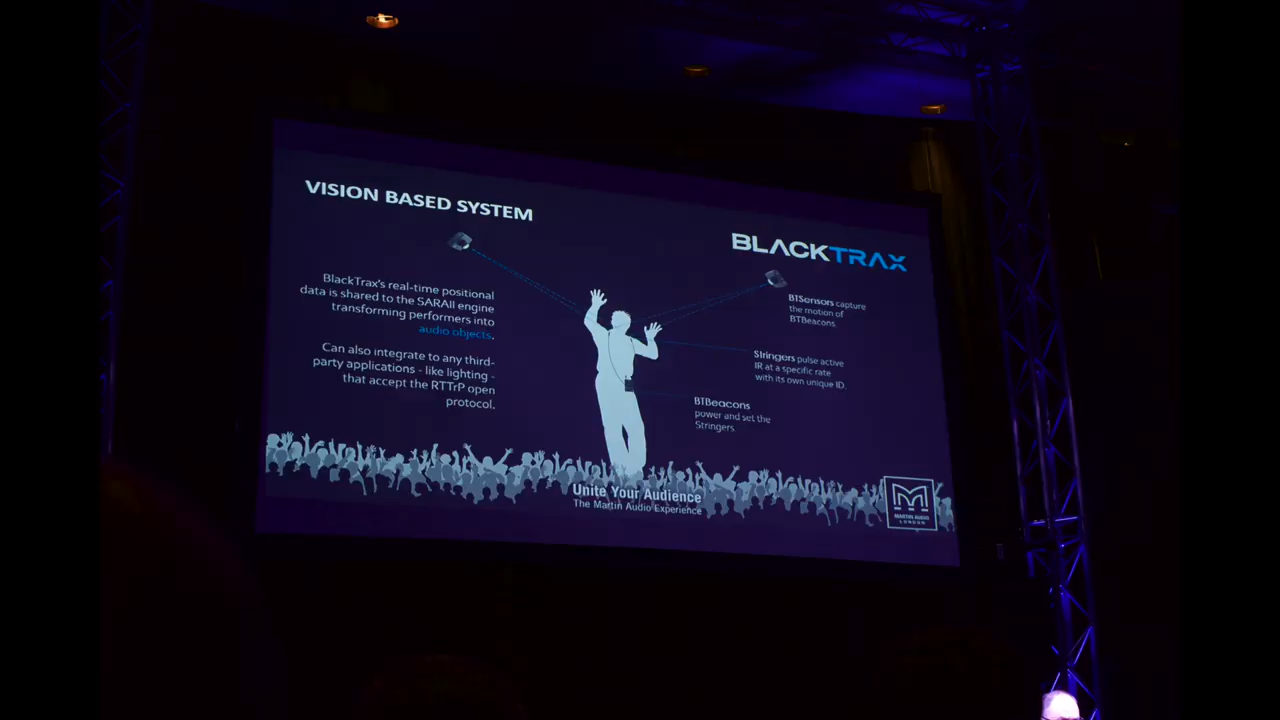 VISION BASED SYSTEM
BLACKTRAX
BlackTrax's real-time positional
data is shared to the SARAII engine
transforming performers into
audio objects.
Can also integrate to any third-
party applications - like lighting -
that accept the RTTrP open
protocol.
BTSensors capture
the motion of
BTBeacons.
Stringers pulse active
IR at a specific rate
with its own unique ID.
BTBeacons
power and set the
Stringers.
Unite Your Audience
The Martin Audio Experience
MARTIN AUDIO
LONDON